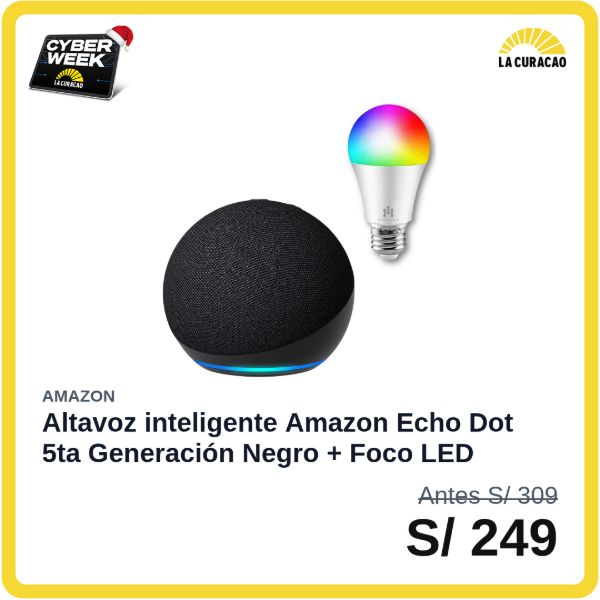 CYBER
WEEK
LA CURACAO
LA CURACAO
AMAZON
Altavoz inteligente Amazon Echo Dot
5ta Generación Negro + Foco LED
Antes S/ 309
S/ 249